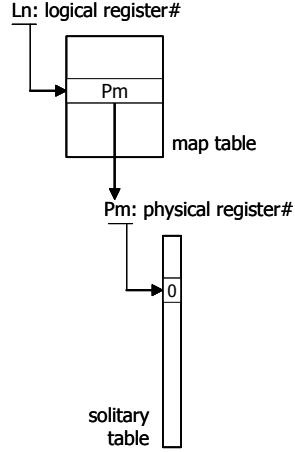 Ln: logical register#
Pm
map table
Pm: physical register#
0
solitary
table